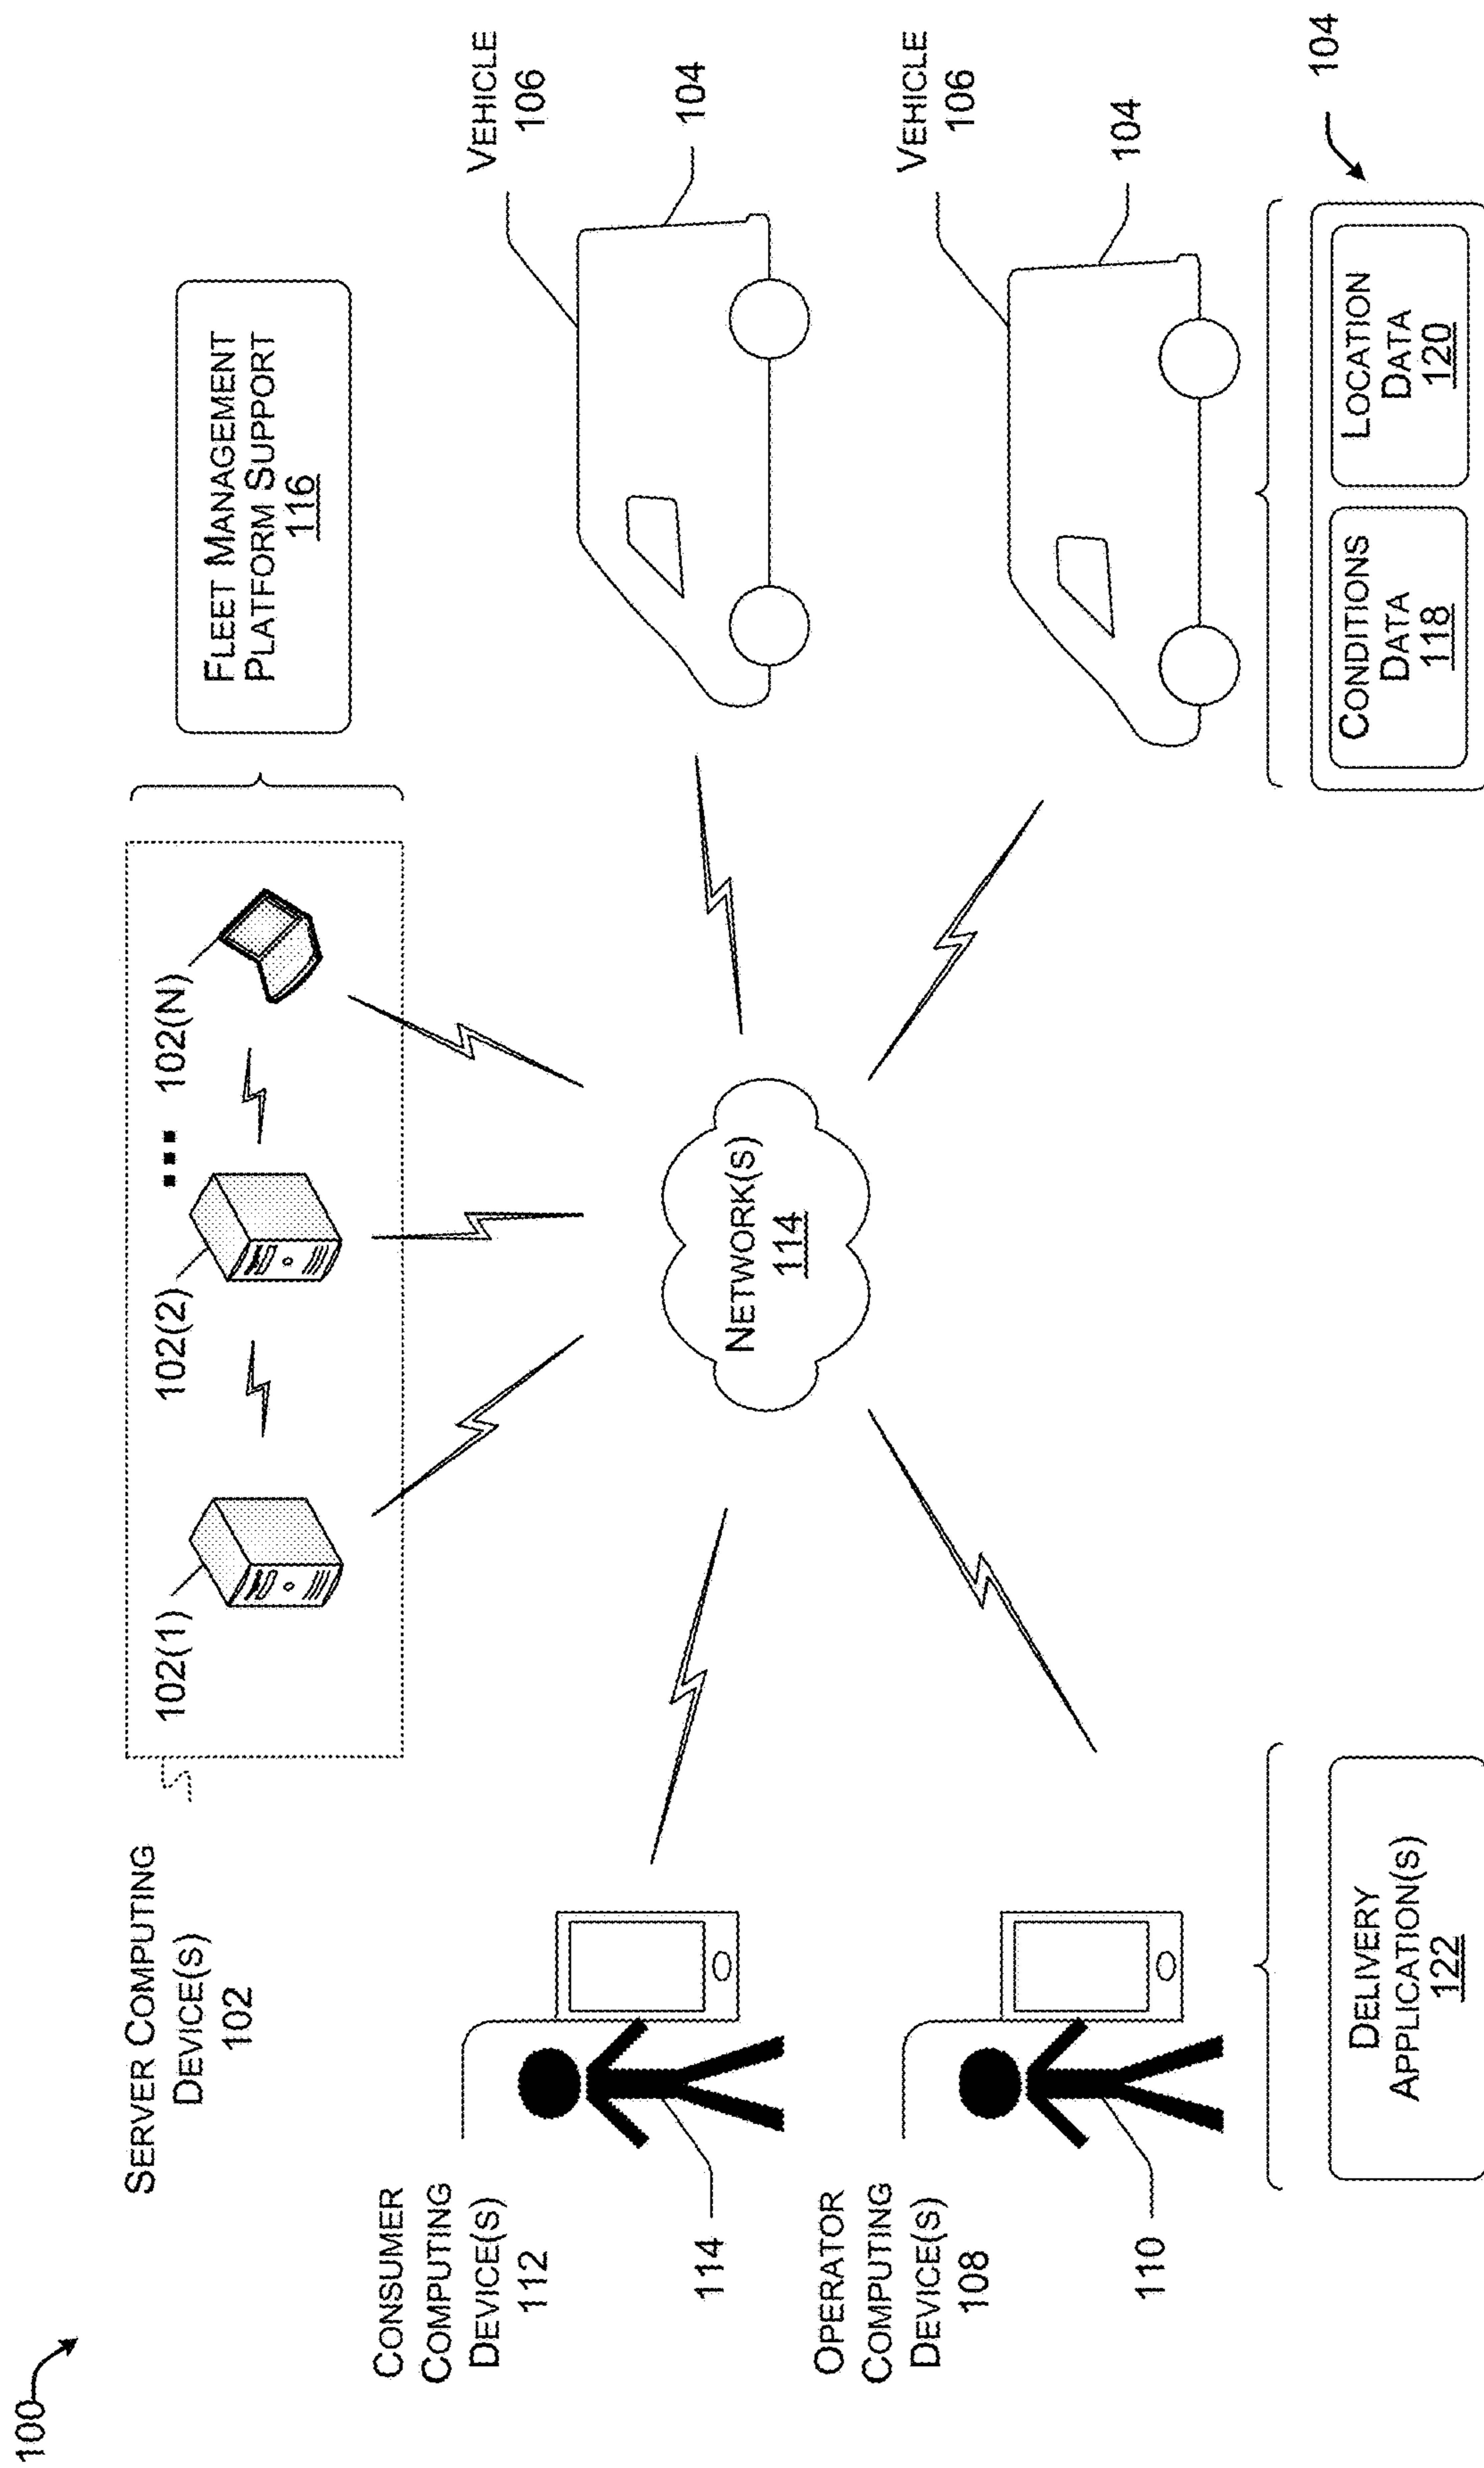 100
SERVER COMPUTING
DEVICE(S)
102
102(1)
102(2)
...
102(N)
FLEET MANAGEMENT
PLATFORM SUPPORT
116
CONSUMER
COMPUTING
DEVICE(S)
112
114
VEHICLE
106
104
NETWORK(S)
114
OPERATOR
COMPUTING
DEVICE(S)
108
110
VEHICLE
106
104
DELIVERY
APPLICATION(S)
122
104
CONDITIONS
DATA
118
LOCATION
DATA
120